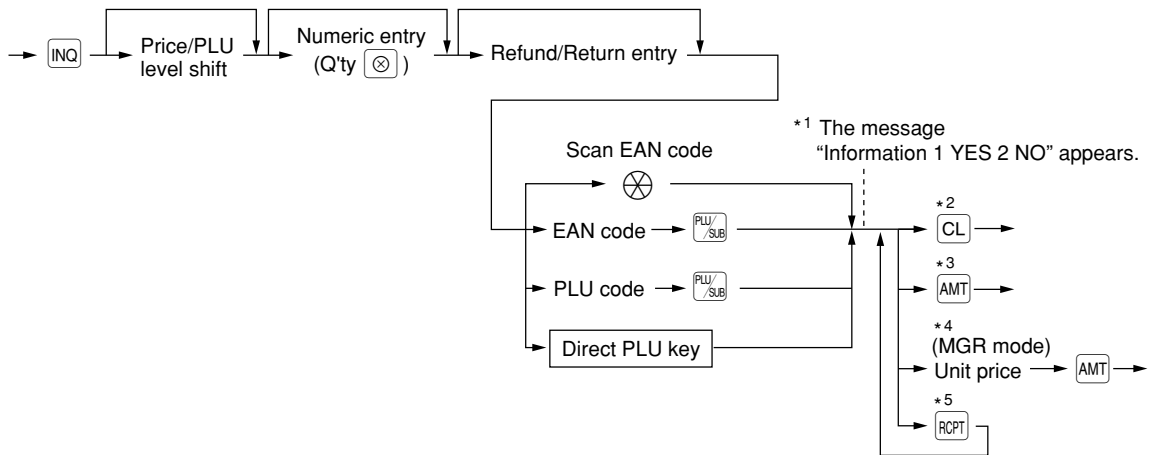 INQ
Price/PLU
level shift
Numeric entry
(Q'ty ⊗ )
Refund/Return entry
*1 The message
"Information 1 YES 2 NO" appears.
Scan EAN code
EAN code
PLU/SUB
PLU code
PLU/SUB
Direct PLU key
*2
CL
*3
AMT
*4
(MGR mode)
Unit price
AMT
*5
RCPT